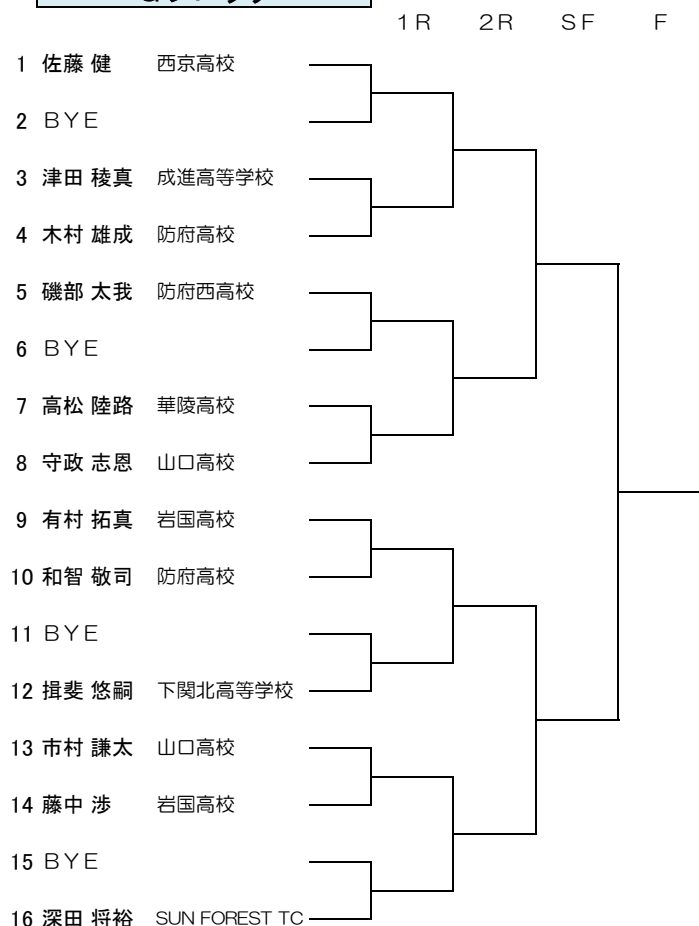 1R 2R SF F
1 佐藤 健 西京高校
2 BYE
3 津田 稜真 成進高等学校
4 木村 雄成 防府高校
5 磯部 太我 防府西高校
6 BYE
7 高松 陸路 華陵高校
8 守政 志恩 山口高校
9 有村 拓真 岩国高校
10 和智 敬司 防府高校
11 BYE
12 揖斐 悠嗣 下関北高等学校
13 市村 謙太 山口高校
14 藤中 渉 岩国高校
15 BYE
16 深田 将裕 SUN FOREST TC